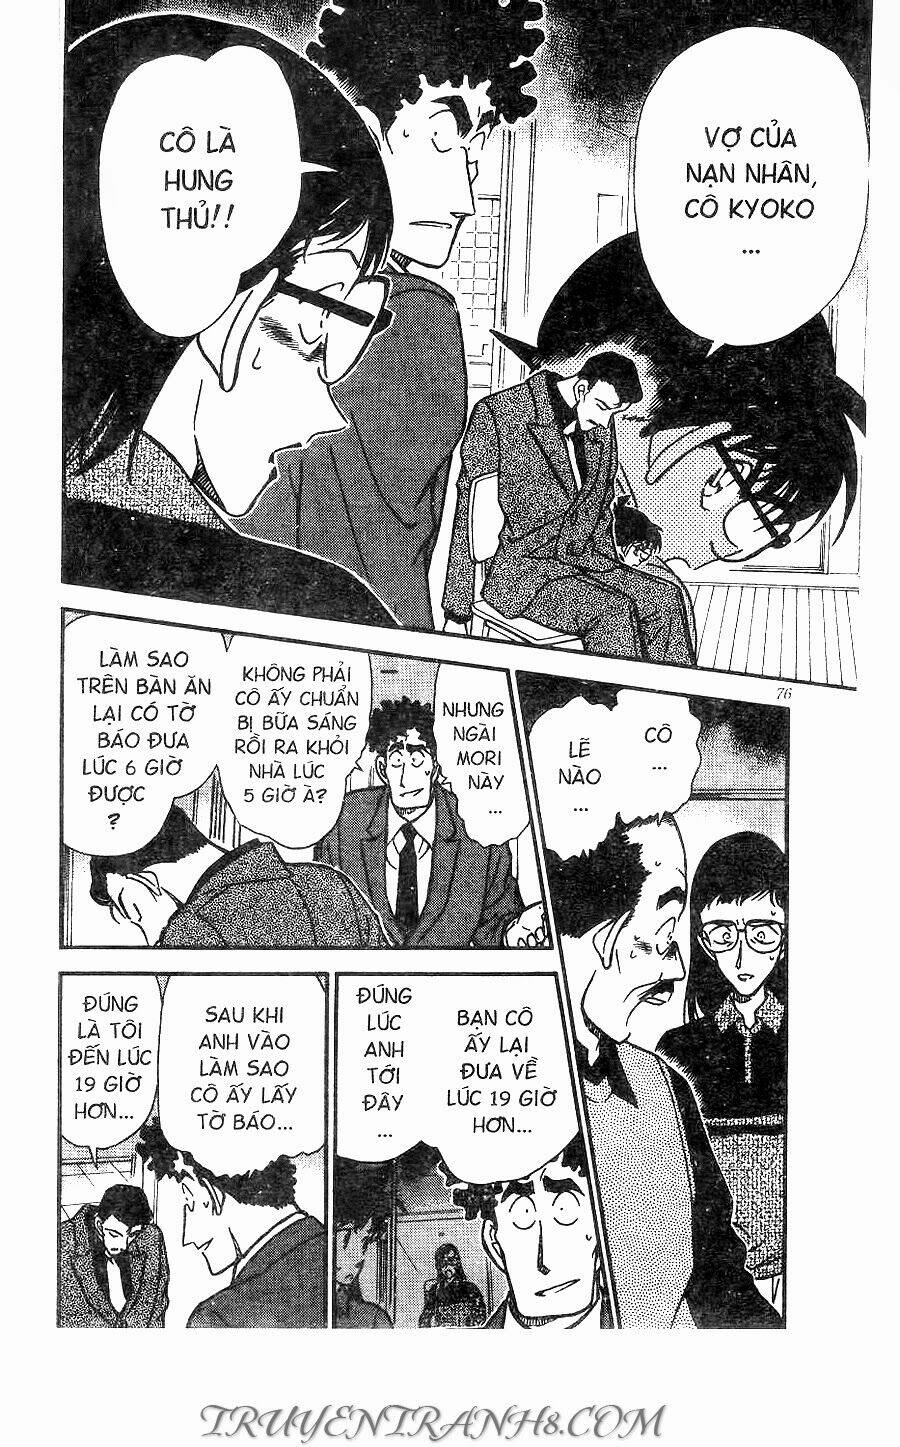 VỢ CỦA
NẠN NHÂN,
CÔ KYOKO
...
CÔ LÀ
HUNG
THỦ!!
76
CÔ
...
LẼ
NÀO ...
NHƯNG
NGÀI
MORI
NÀY
...
KHÔNG PHẢI
CÔ ẤY CHUẨN
BỊ BỮA SÁNG
RỒI RA KHỎI
NHÀ LÚC
5 GIỜ À?
LÀM SAO
TRÊN BÀN ĂN
LẠI CÓ TỜ
BÁO ĐƯA
LÚC 6 GIỜ
ĐƯỢC
?
BẠN CÔ
ẤY LẠI
ĐƯA VỀ
LÚC 19 GIỜ
HƠN...
ĐÚNG
LÚC
ANH
TỚI
ĐÂY
...
SAU KHI
ANH VÀO
LÀM SAO
CÔ ẤY LẤY
TỜ BÁO...
ĐÚNG
LÀ TÔI
ĐẾN LÚC
19 GIỜ
HƠN...
TRUYENTRANH8.COM